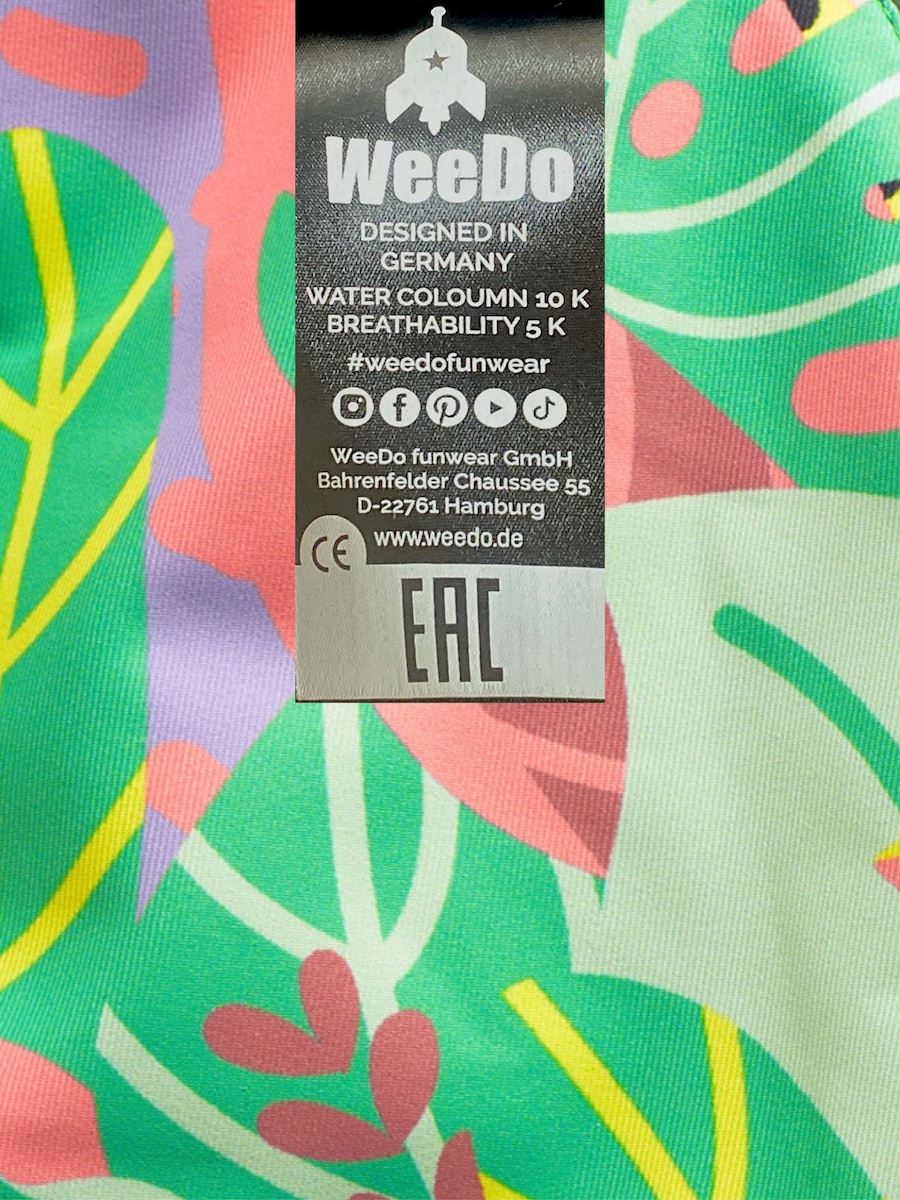 WeeDo
DESIGNED IN
GERMANY
WATER COLOUMN 10 K
BREATHABILITY 5 K
#weedofunwear
WeeDo funwear GmbH
Bahrenfelder Chaussee 55
D-22761 Hamburg
www.weedo.de
CE
EAC